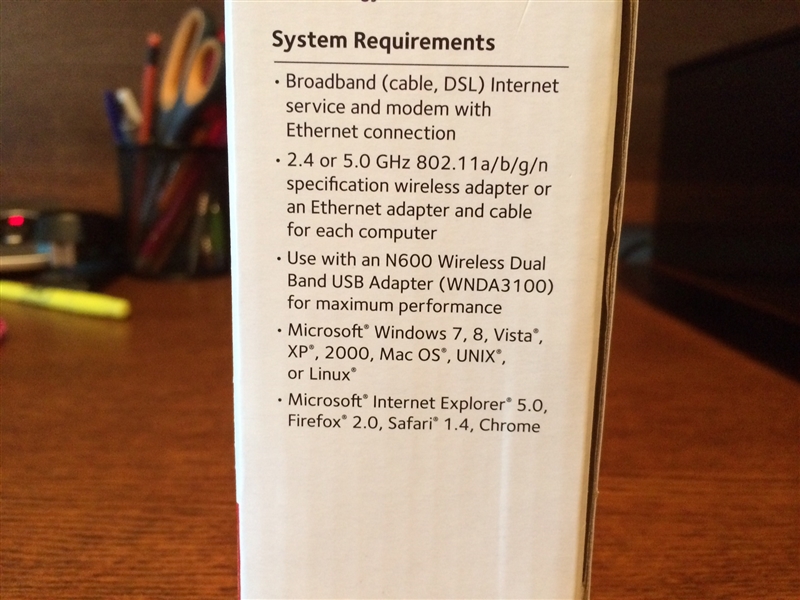 System Requirements
• Broadband (cable, DSL) Internet
service and modem with
Ethernet connection
• 2.4 or 5.0 GHz 802.11a/b/g/n
specification wireless adapter or
an Ethernet adapter and cable
for each computer
• Use with an N600 Wireless Dual
Band USB Adapter (WNDA3100)
for maximum performance
• Microsoft® Windows 7, 8, Vista®,
XP®, 2000, Mac OS®, UNIX®,
or Linux®
• Microsoft® Internet Explorer® 5.0,
Firefox® 2.0, Safari® 1.4, Chrome